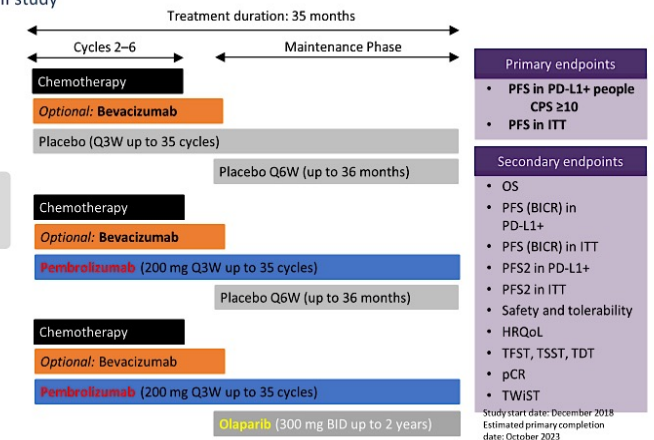 study
Treatment duration: 35 months
Cycles 2–6
Maintenance Phase
Chemotherapy
Optional: Bevacizumab
Placebo (Q3W up to 35 cycles)
Placebo Q6W (up to 36 months)
Chemotherapy
Optional: Bevacizumab
Pembrolizumab (200 mg Q3W up to 35 cycles)
Placebo Q6W (up to 36 months)
Chemotherapy
Optional: Bevacizumab
Pembrolizumab (200 mg Q3W up to 35 cycles)
Olaparib (300 mg BID up to 2 years)
Primary endpoints
• PFS in PD-L1+ people
CPS ≥10
• PFS in ITT
Secondary endpoints
• OS
• PFS (BICR) in
PD-L1+
• PFS (BICR) in ITT
• PFS2 in PD-L1+
• PFS2 in ITT
• Safety and tolerability
• HRQoL
• TFST, TSST, TDT
• pCR
• TWiST
Study start date: December 2018
Estimated primary completion
date: October 2023